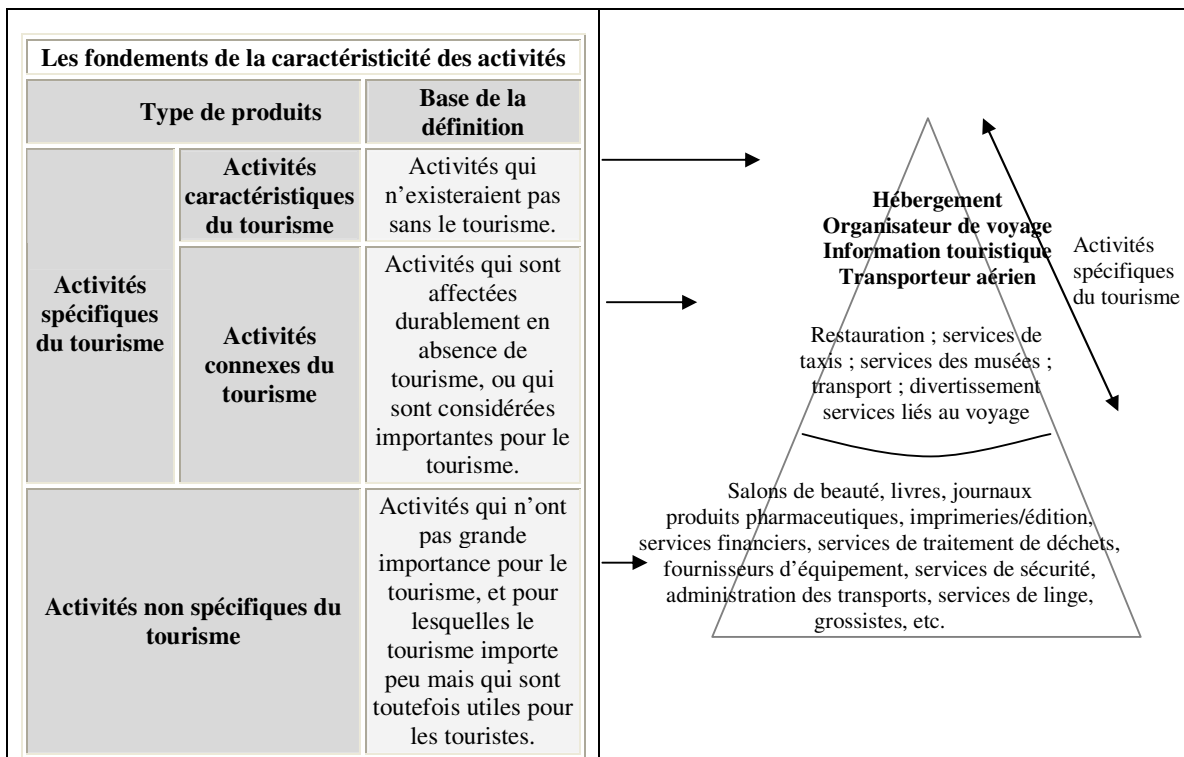 Les fondements de la caractéristicité des activités
Type de produits
Base de la
définition
Activités
spécifiques
du tourisme
Activités
caractéristiques
du tourisme
Activités qui
n’existeraient pas
sans le tourisme.
Activités
connexes du
tourisme
Activités qui sont
affectées
durablement en
absence de
tourisme, ou qui
sont considérées
importantes pour le
tourisme.
Activités non spécifiques du
tourisme
Activités qui n’ont
pas grande
importance pour le
tourisme, et pour
lesquelles le
tourisme importe
peu mais qui sont
toutefois utiles pour
les touristes.
Hébergement
Organisateur de voyage
Information touristique
Transporteur aérien
Activités
spécifiques
du tourisme
Restauration ; services de
taxis ; services des musées ;
transport ; divertissement
services liés au voyage
Salons de beauté, livres, journaux
produits pharmaceutiques, imprimeries/édition,
services financiers, services de traitement de déchets,
fournisseurs d’équipement, services de sécurité,
administration des transports, services de linge,
grossistes, etc.